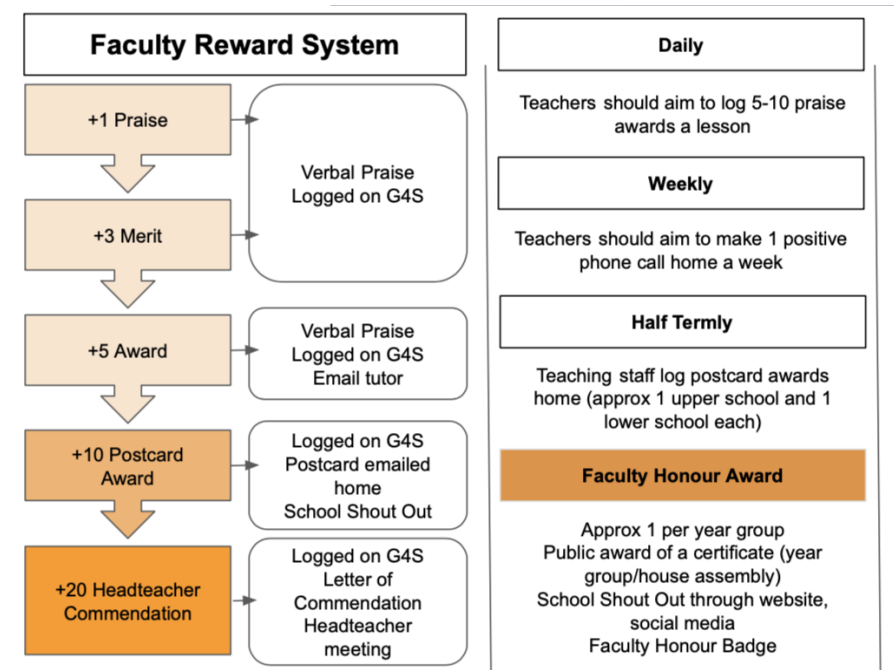 Faculty Reward System
+1 Praise
Verbal Praise
Logged on G4S
+3 Merit
+5 Award
Verbal Praise
Logged on G4S
Email tutor
+10 Postcard
Award
Logged on G4S
Postcard emailed
home
School Shout Out
+20 Headteacher
Commendation
Logged on G4S
Letter of
Commendation
Headteacher
meeting
Daily
Teachers should aim to log 5-10 praise
awards a lesson
Weekly
Teachers should aim to make 1 positive
phone call home a week
Half Termly
Teaching staff log postcard awards
home (approx 1 upper school and 1
lower school each)
Faculty Honour Award
Approx 1 per year group
Public award of a certificate (year
group/house assembly)
School Shout Out through website,
social media
Faculty Honour Badge